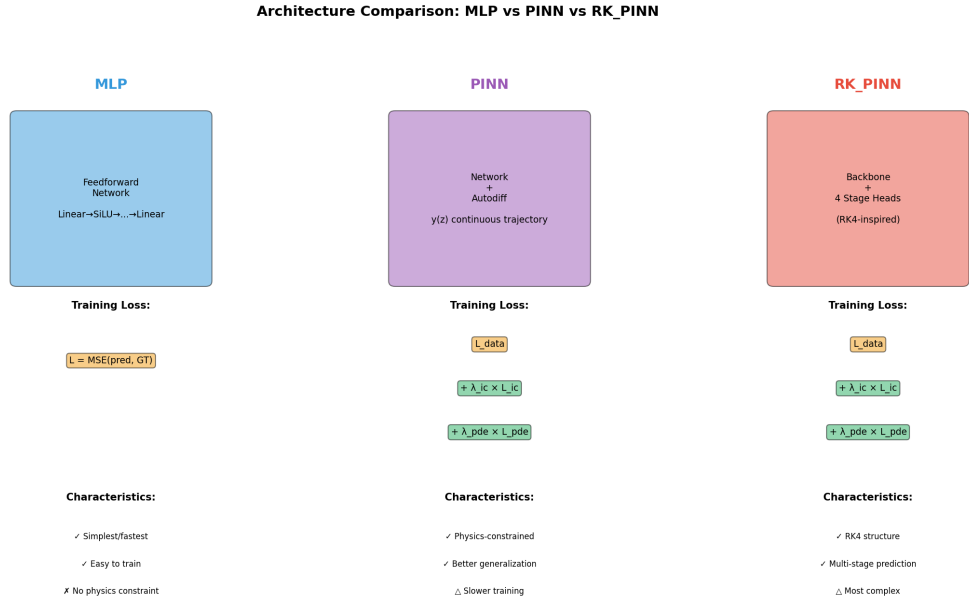 Architecture Comparison: MLP vs PINN vs RK_PINN
MLP
Feedforward
Network
Linear→SiLU→...→Linear
Training Loss:
L = MSE(pred, GT)
Characteristics:
✓ Simplest/fastest
✓ Easy to train
✗ No physics constraint
PINN
Network
+
Autodiff
y(z) continuous trajectory
Training Loss:
L_data
+ λ_ic × L_ic
+ λ_pde × L_pde
Characteristics:
✓ Physics-constrained
✓ Better generalization
△ Slower training
RK_PINN
Backbone
+
4 Stage Heads
(RK4-inspired)
Training Loss:
L_data
+ λ_ic × L_ic
+ λ_pde × L_pde
Characteristics:
✓ RK4 structure
✓ Multi-stage prediction
△ Most complex